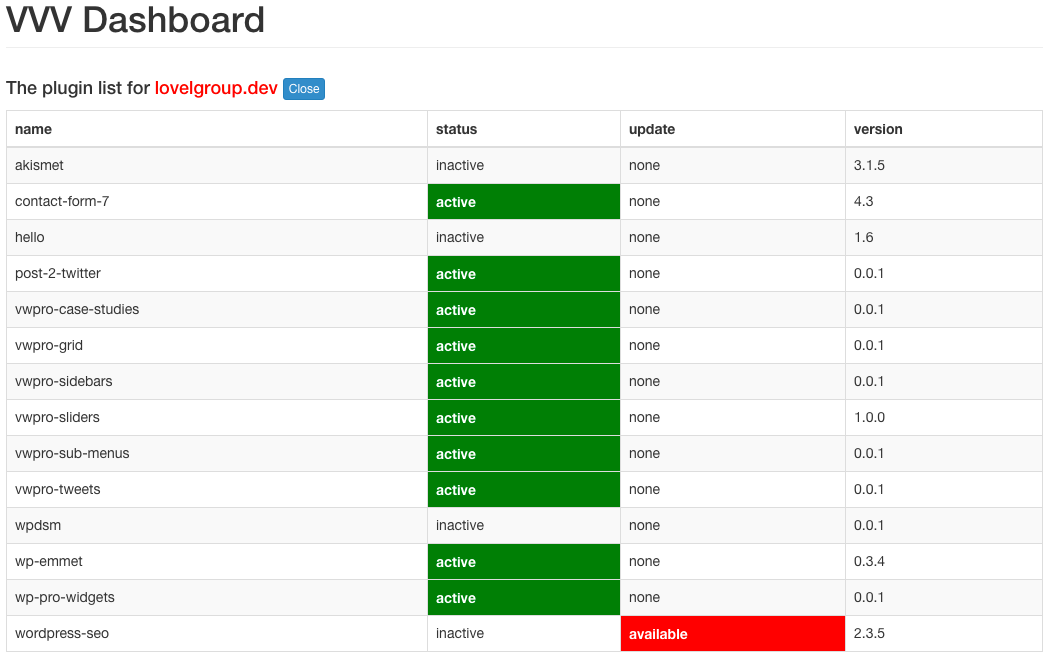 VVV Dashboard
The plugin list for lovelgroup.dev Close
name status update version
akismet inactive none 3.1.5
contact-form-7 active none 4.3
hello inactive none 1.6
post-2-twitter active none 0.0.1
vwpro-case-studies active none 0.0.1
vwpro-grid active none 0.0.1
vwpro-sidebars active none 0.0.1
vwpro-sliders active none 1.0.0
vwpro-sub-menus active none 0.0.1
vwpro-tweets active none 0.0.1
wpdsm inactive none 0.0.1
wp-emmet active none 0.3.4
wp-pro-widgets active none 0.0.1
wordpress-seo inactive available 2.3.5